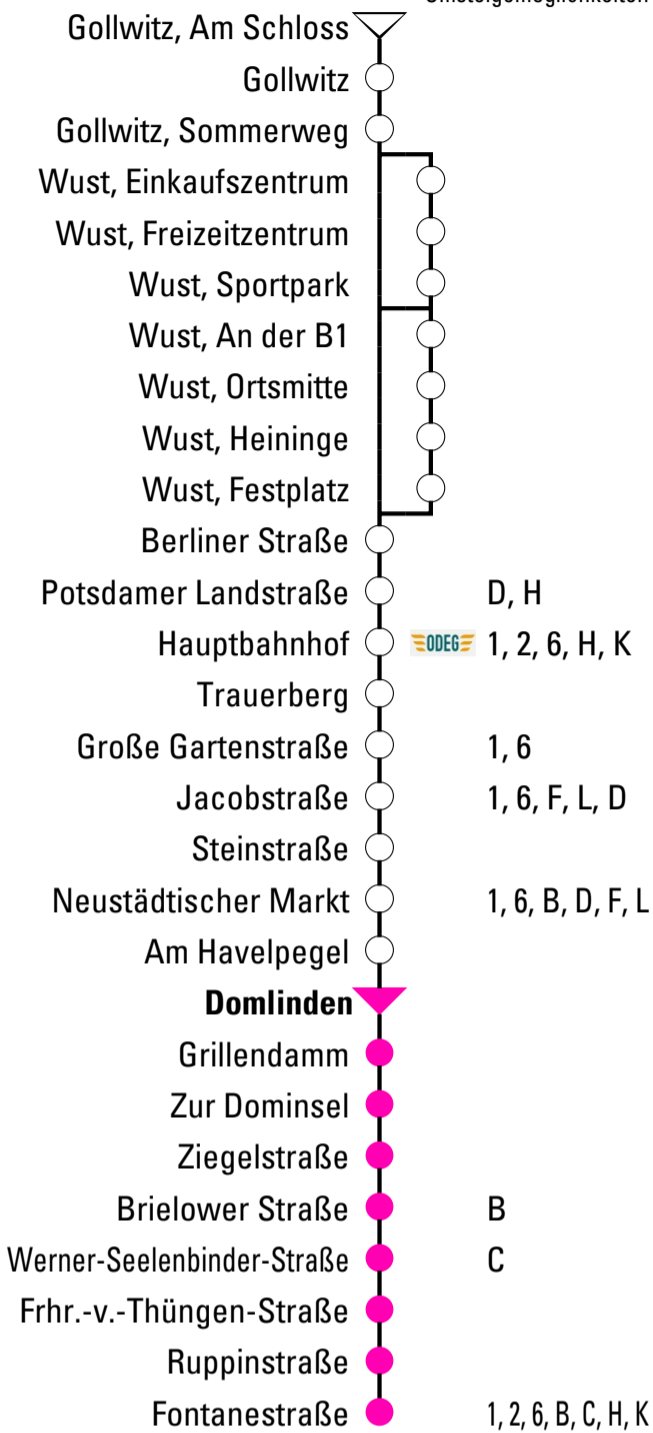 Umsteigemöglichkeiten
Gollwitz, Am Schloss
Gollwitz
Gollwitz, Sommerweg
Wust, Einkaufszentrum
Wust, Freizeitzentrum
Wust, Sportpark
Wust, An der B1
Wust, Ortsmitte
Wust, Heininge
Wust, Festplatz
Berliner Straße
Potsdamer Landstraße D, H
Hauptbahnhof ODEG 1, 2, 6, H, K
Trauerberg
Große Gartenstraße 1, 6
Jacobstraße 1, 6, F, L, D
Steinstraße
Neustädtischer Markt 1, 6, B, D, F, L
Am Havelpegel
Domlinden
Grillendamm
Zur Dominsel
Ziegelstraße
Brielower Straße B
Werner-Seelenbinder-Straße C
Frhr.-v.-Thüngen-Straße
Ruppinstraße
Fontanestraße 1, 2, 6, B, C, H, K